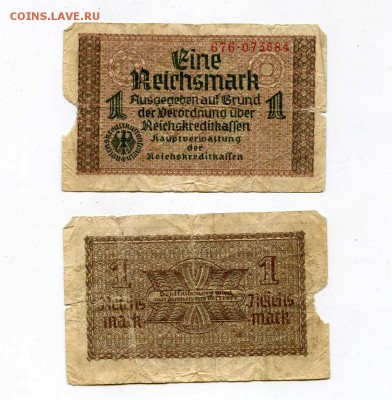 COINS.LAVE.RU
676·073684
Eine
Reichsmark
1 1
Ausgegeben auf Grund
der Verordnung über
Reichskreditkassen
Hauptverwaltung
der
Reichskreditkassen
1 1
Reichs Reichs
mark mark